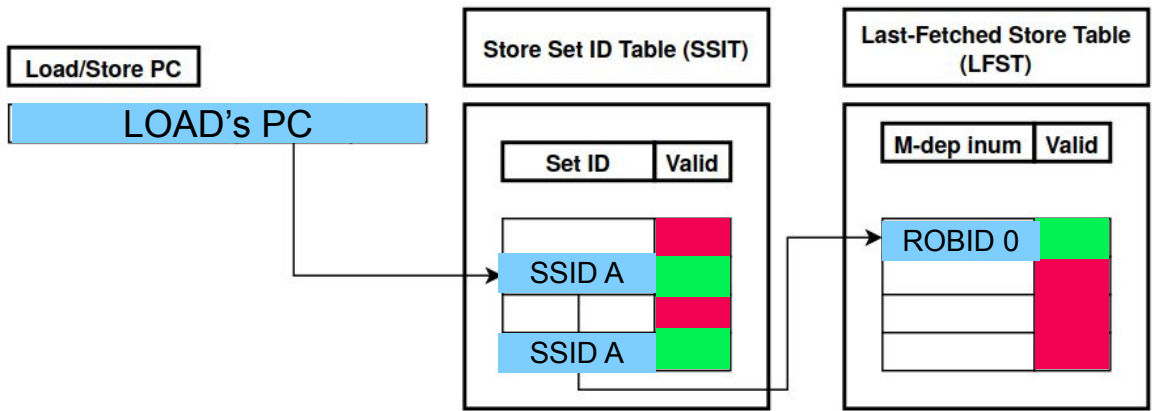 Load/Store PC
LOAD's PC
Store Set ID Table (SSIT)
Set ID
Valid
SSID A
SSID A
Last-Fetched Store Table
(LFST)
M-dep inum
Valid
ROBID 0